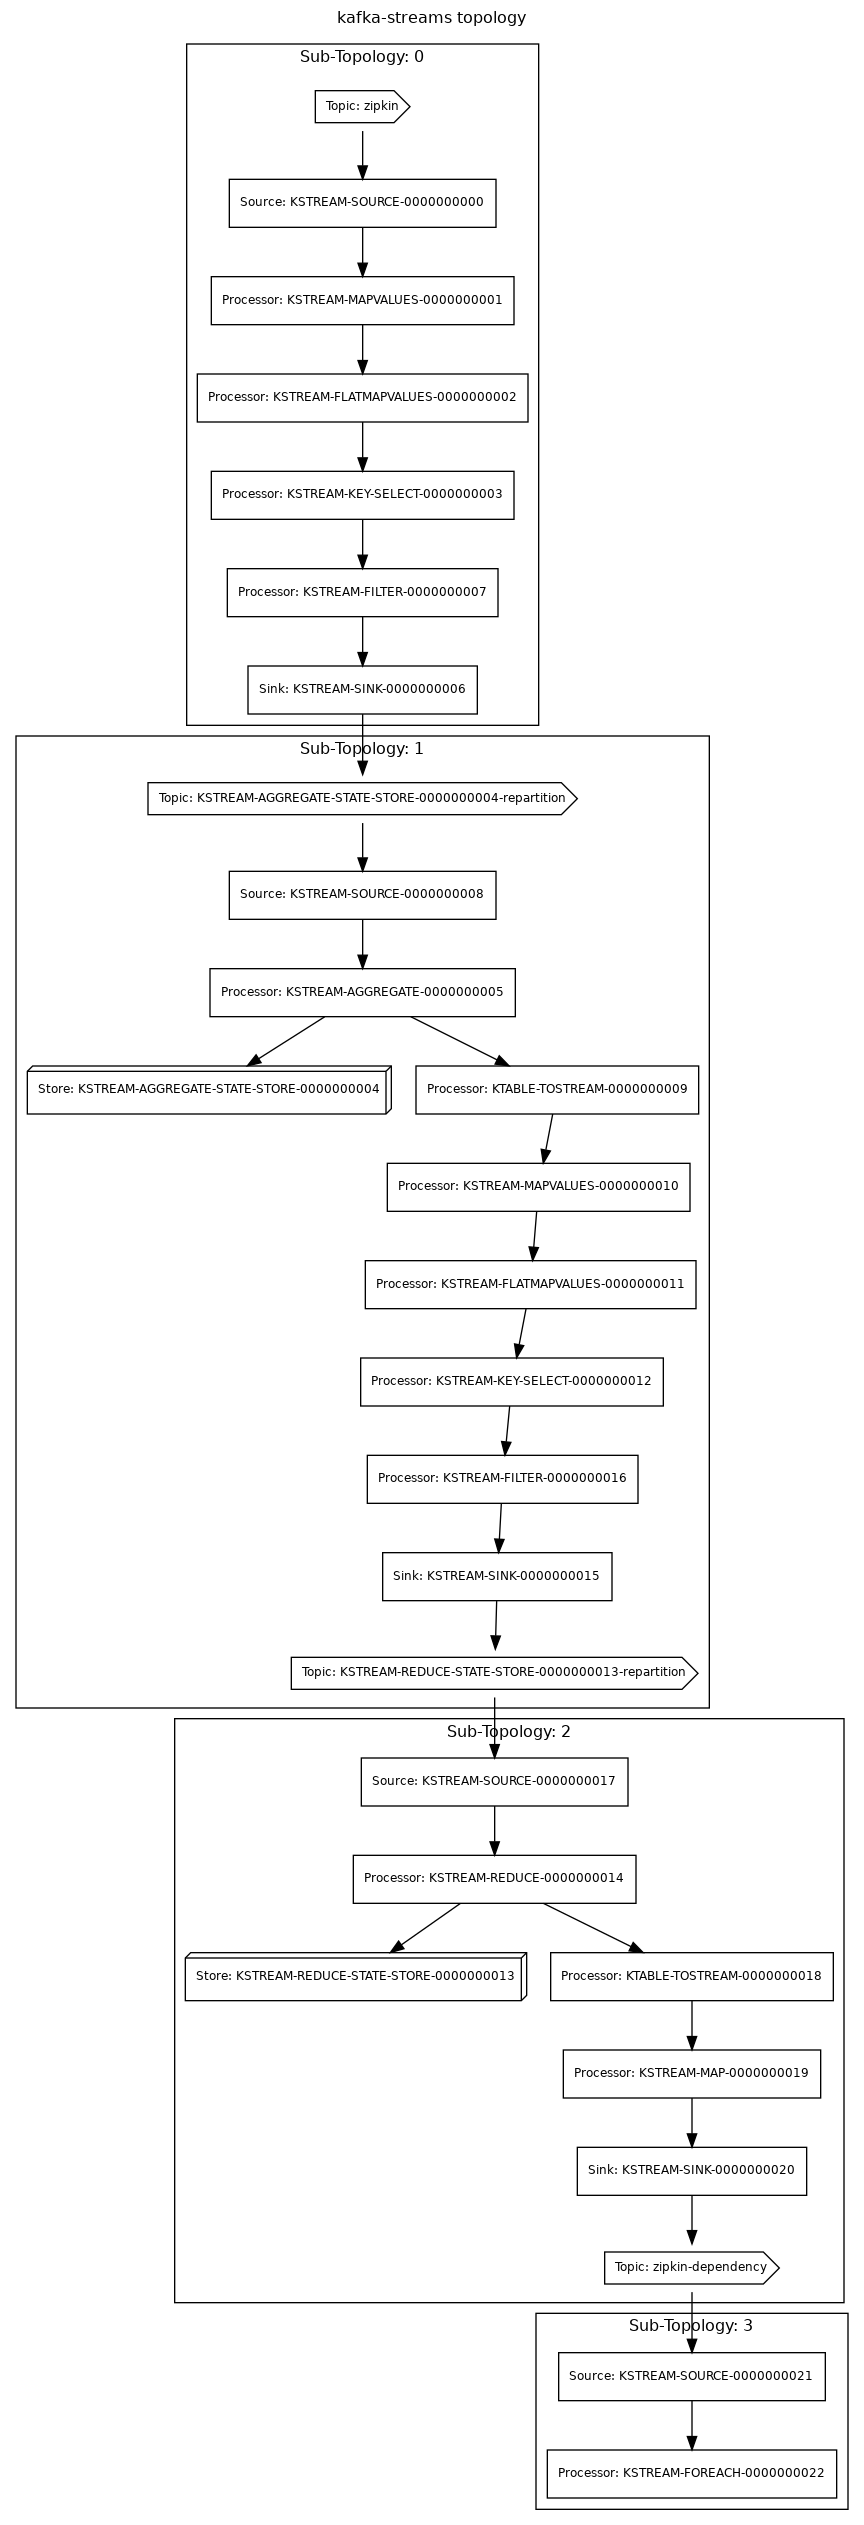 kafka-streams topology
Sub-Topology: 0
Topic: zipkin
Source: KSTREAM-SOURCE-0000000000
Processor: KSTREAM-MAPVALUES-0000000001
Processor: KSTREAM-FLATMAPVALUES-0000000002
Processor: KSTREAM-KEY-SELECT-0000000003
Processor: KSTREAM-FILTER-0000000007
Sink: KSTREAM-SINK-0000000006
Sub-Topology: 1
Topic: KSTREAM-AGGREGATE-STATE-STORE-0000000004-repartition
Source: KSTREAM-SOURCE-0000000008
Processor: KSTREAM-AGGREGATE-0000000005
Store: KSTREAM-AGGREGATE-STATE-STORE-0000000004
Processor: KTABLE-TOSTREAM-0000000009
Processor: KSTREAM-MAPVALUES-0000000010
Processor: KSTREAM-FLATMAPVALUES-0000000011
Processor: KSTREAM-KEY-SELECT-0000000012
Processor: KSTREAM-FILTER-0000000016
Sink: KSTREAM-SINK-0000000015
Topic: KSTREAM-REDUCE-STATE-STORE-0000000013-repartition
Sub-Topology: 2
Source: KSTREAM-SOURCE-0000000017
Processor: KSTREAM-REDUCE-0000000014
Store: KSTREAM-REDUCE-STATE-STORE-0000000013
Processor: KTABLE-TOSTREAM-0000000018
Processor: KSTREAM-MAP-0000000019
Sink: KSTREAM-SINK-0000000020
Topic: zipkin-dependency
Sub-Topology: 3
Source: KSTREAM-SOURCE-0000000021
Processor: KSTREAM-FOREACH-0000000022